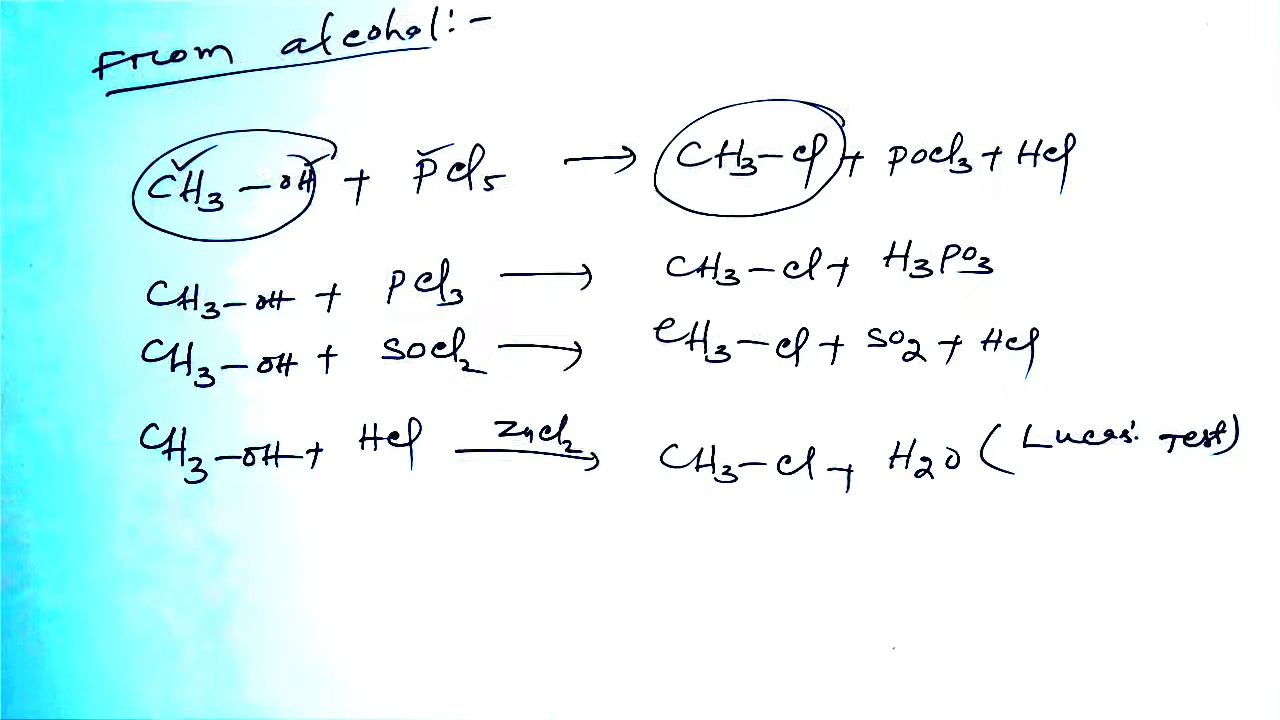 From alcohol:-
CH3-OH + PCl5 → CH3-Cl + POCl3 + HCl
CH3-OH + PCl3 → CH3-Cl + H3PO3
CH3-OH + SOCl2 → CH3-Cl + SO2 + HCl
CH3-OH + HCl ZnCl2→ CH3-Cl + H2O (Lucas' Test)